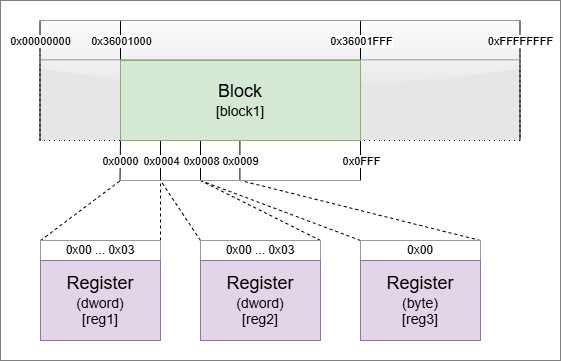 0x00000000 0x36001000 0x36001FFF 0xFFFFFFFF
Block
[block1]
0x0000 0x0004 0x0008 0x0009 0x0FFF
0x00 ... 0x03 0x00 ... 0x03 0x00
Register Register Register
(dword) (dword) (byte)
[reg1] [reg2] [reg3]